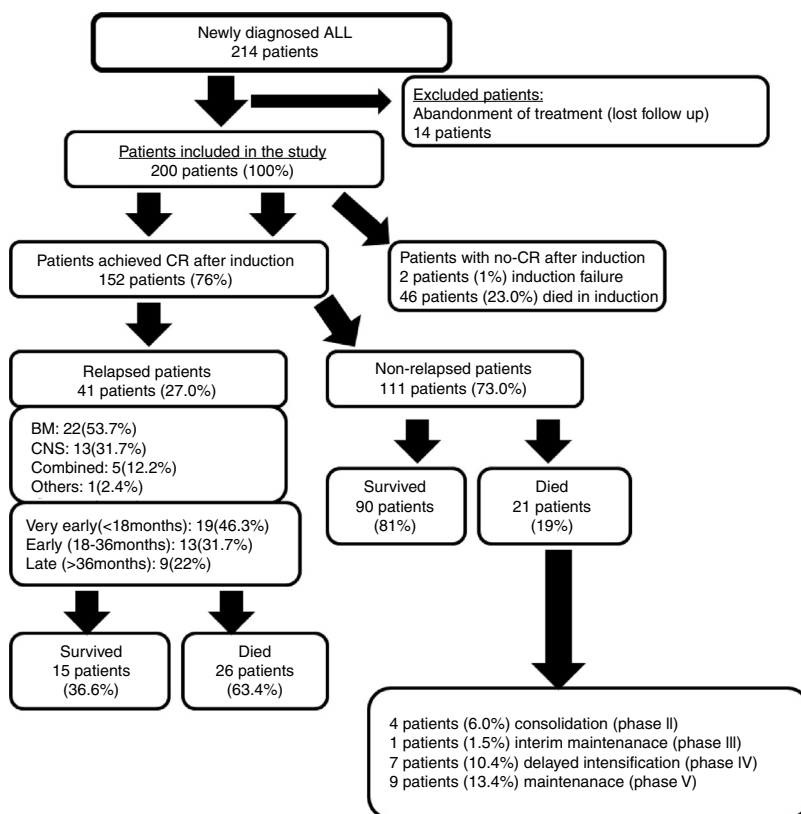 Newly diagnosed ALL
214 patients
Excluded patients:
Abandonment of treatment (lost follow up)
14 patients
Patients included in the study
200 patients (100%)
Patients achieved CR after induction
152 patients (76%)
Patients with no-CR after induction
2 patients (1%) induction failure
46 patients (23.0%) died in induction
Relapsed patients
41 patients (27.0%)
Non-relapsed patients
111 patients (73.0%)
BM: 22(53.7%)
CNS: 13(31.7%)
Combined: 5(12.2%)
Others: 1(2.4%)
Survived
90 patients
(81%)
Died
21 patients
(19%)
Very early(<18months): 19(46.3%)
Early (18-36months): 13(31.7%)
Late (>36months): 9(22%)
Survived
15 patients
(36.6%)
Died
26 patients
(63.4%)
4 patients (6.0%) consolidation (phase II)
1 patients (1.5%) interim maintenanace (phase III)
7 patients (10.4%) delayed intensification (phase IV)
9 patients (13.4%) maintenanace (phase V)